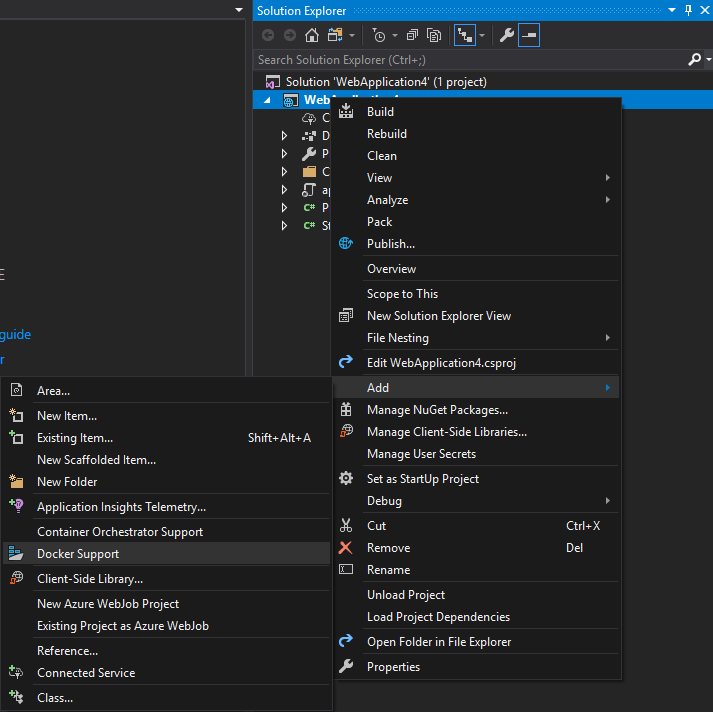 Solution Explorer
Search Solution Explorer (Ctrl+;)
Solution 'WebApplication4' (1 project)
Build
Rebuild
Clean
View
Analyze
Pack
Publish...
Overview
Scope to This
New Solution Explorer View
File Nesting
Edit WebApplication4.csproj
Add
Manage NuGet Packages...
Manage Client-Side Libraries...
Manage User Secrets
Set as StartUp Project
Debug
Cut Ctrl+X
Remove Del
Rename
Unload Project
Load Project Dependencies
Open Folder in File Explorer
Properties
guide
Area...
New Item...
Existing Item... Shift+Alt+A
New Scaffolded Item...
New Folder
Application Insights Telemetry...
Container Orchestrator Support
Docker Support
Client-Side Library...
New Azure WebJob Project
Existing Project as Azure WebJob
Reference...
Connected Service
Class...